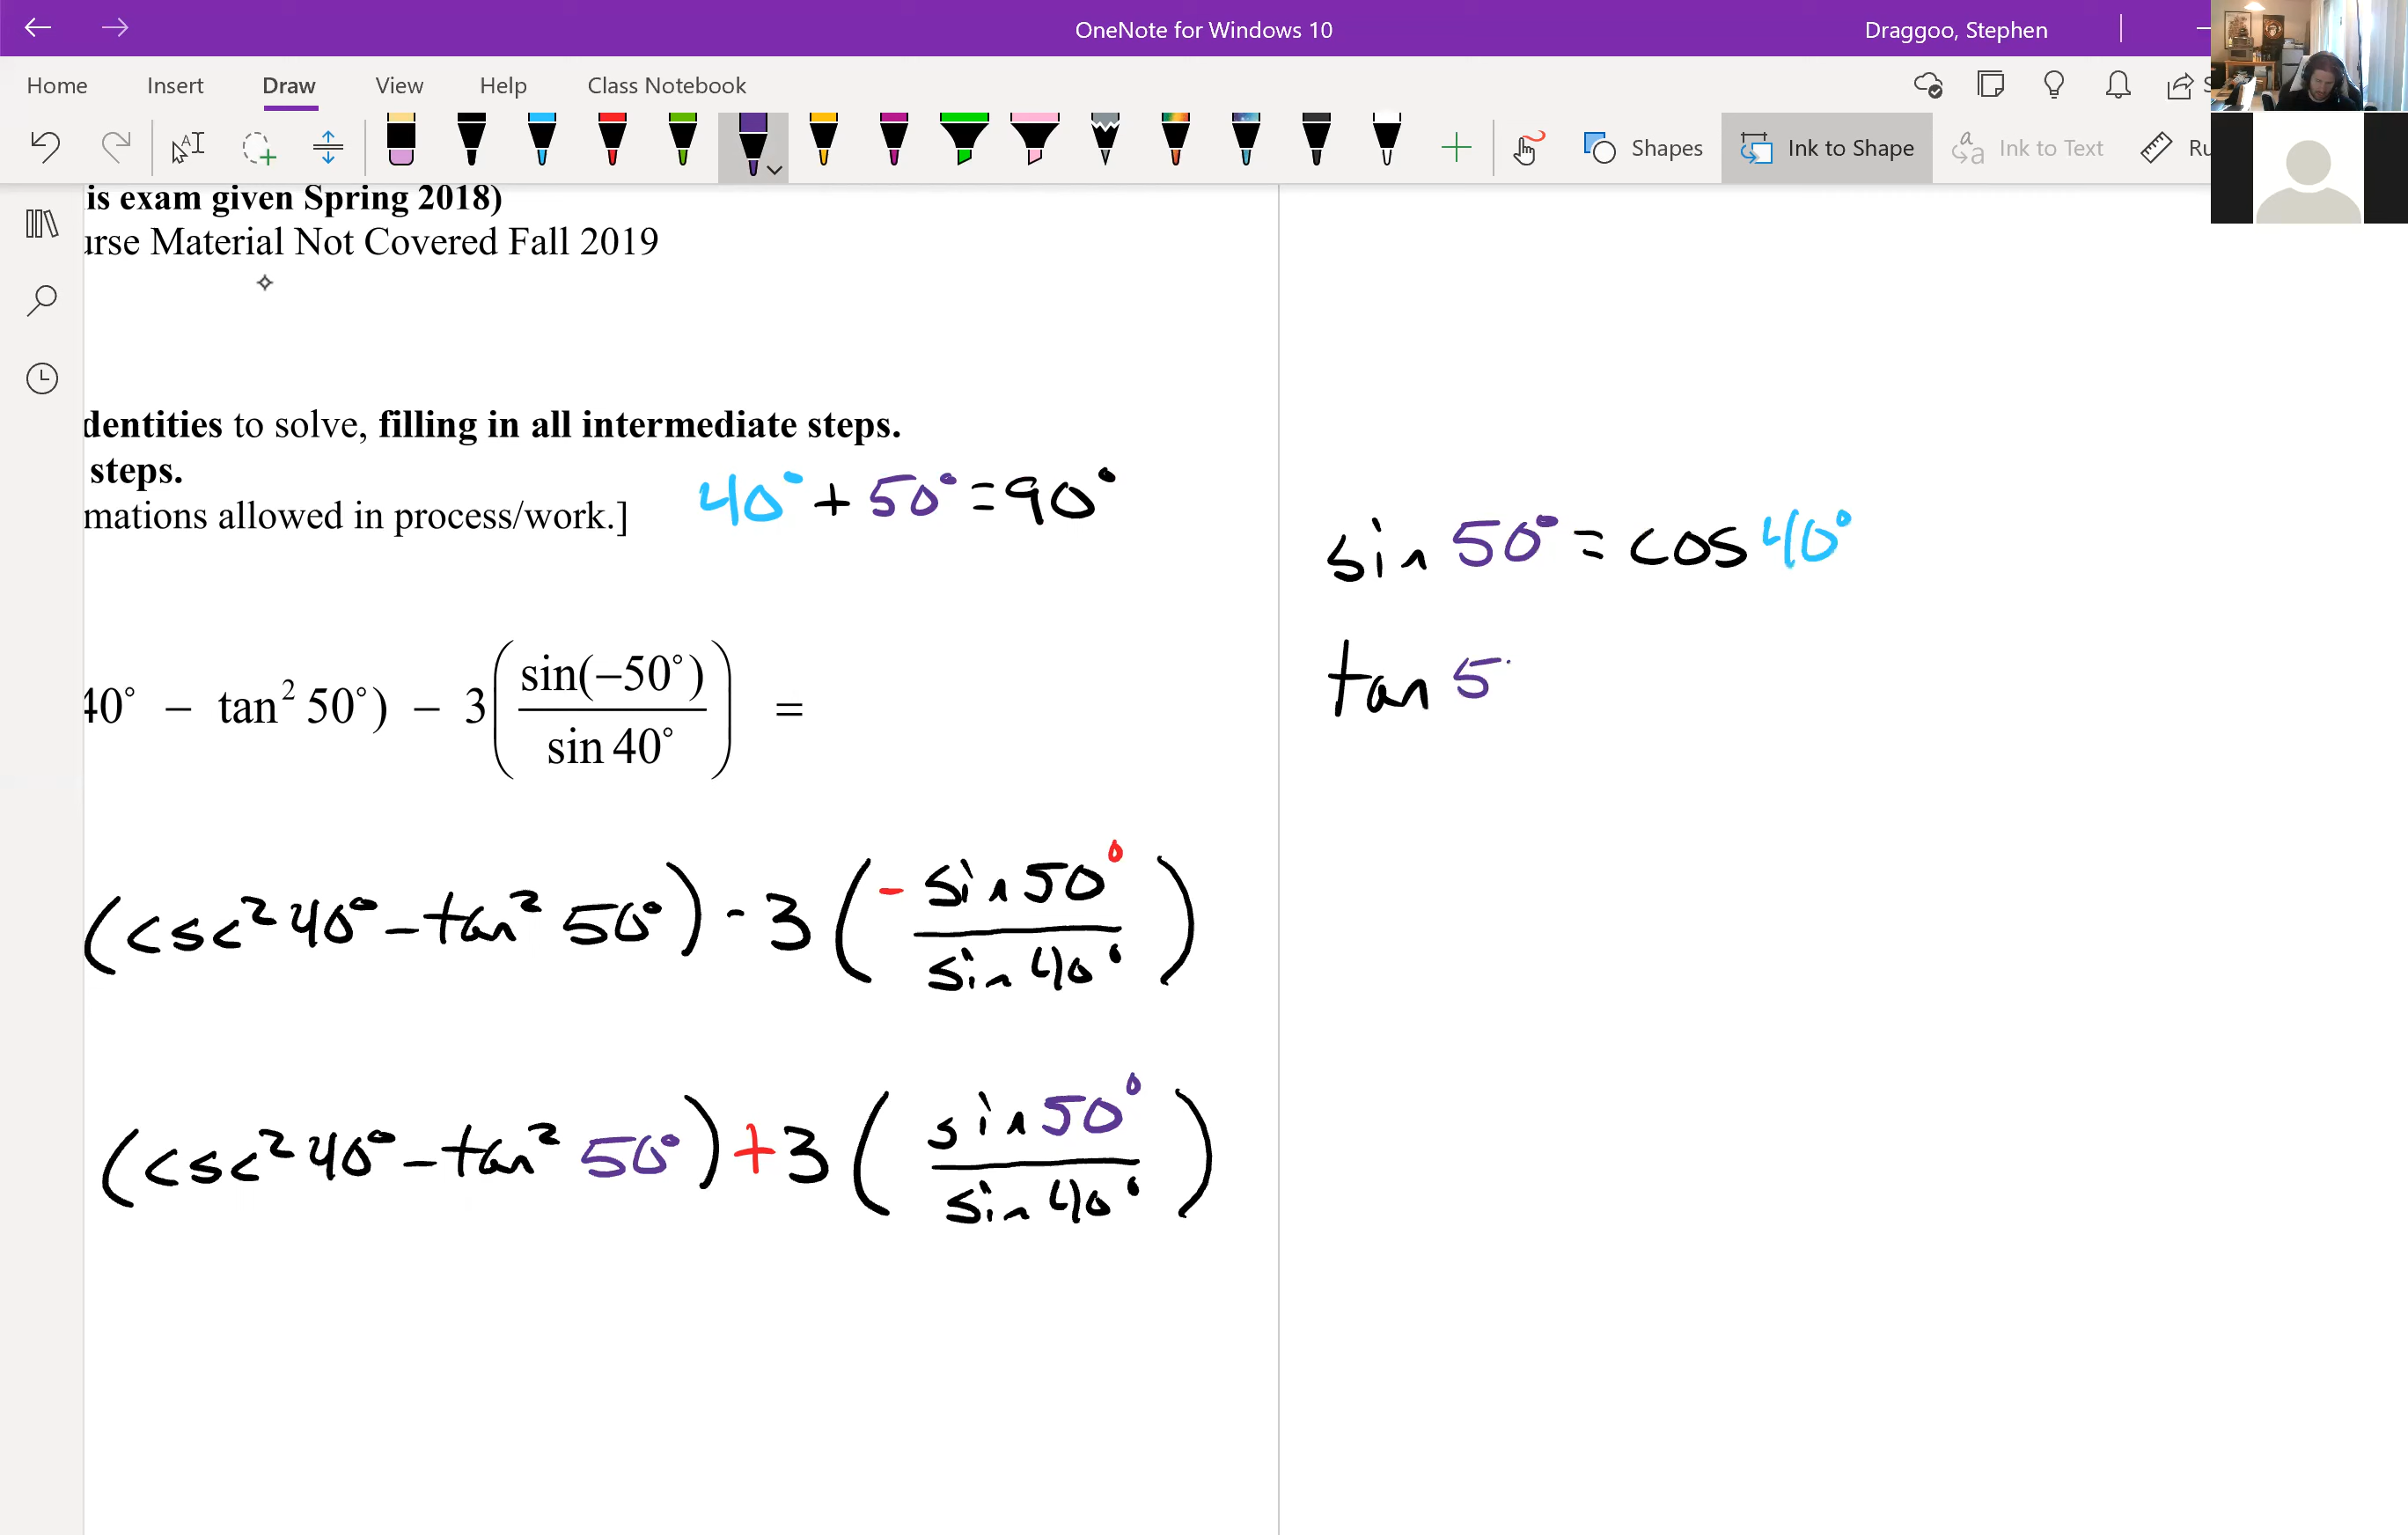 OneNote for Windows 10
Draggoo, Stephen
Home Insert Draw View Help Class Notebook
Shapes Ink to Shape Ink to Text Ru
is exam given Spring 2018)
urse Material Not Covered Fall 2019
dentities to solve, filling in all intermediate steps.
steps.
mations allowed in process/work.]
40° + 50° = 90°
sin 50° = cos 40°
tan 5
40° − tan² 50°) − 3(sin(−50°)/sin 40°) =
(csc² 40° − tan² 50°) - 3(- sin 50°/sin 40°)
(csc² 40° − tan² 50°) + 3(sin 50°/sin 40°)